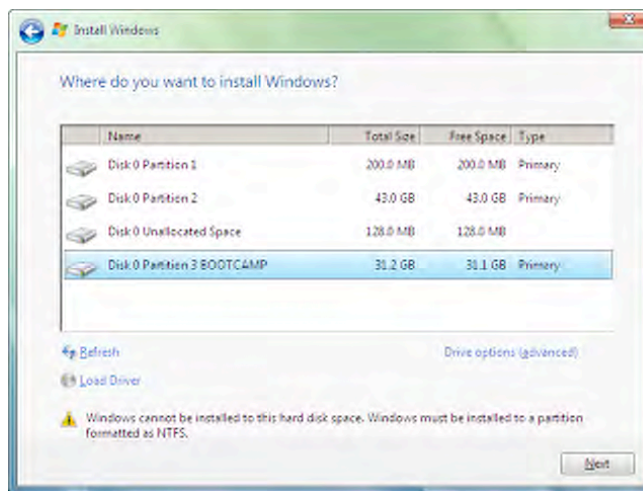 Install Windows
Where do you want to install Windows?
Name Total Size Free Space Type
Disk 0 Partition 1 200.0 MB 200.0 MB Primary
Disk 0 Partition 2 43.0 GB 43.0 GB Primary
Disk 0 Unallocated Space 128.0 MB 128.0 MB
Disk 0 Partition 3 BOOTCAMP 31.2 GB 31.1 GB Primary
Refresh Drive options (advanced)
Load Driver
Windows cannot be installed to this hard disk space. Windows must be installed to a partition
formatted as NTFS.
Next